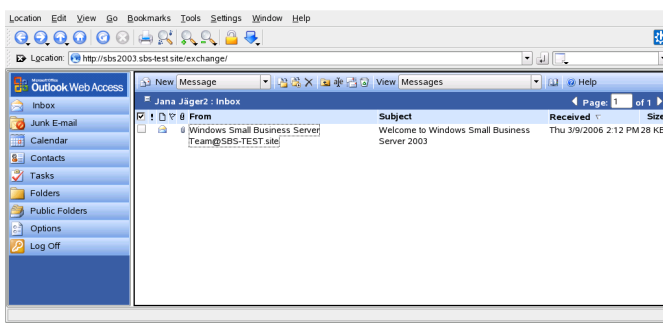 Location Edit View Go Bookmarks Tools Settings Window Help
Location: http://sbs2003.sbs-test.site/exchange/
Microsoft Office
Outlook Web Access
New Message View Messages Help
Jana Jäger2 : Inbox Page: 1 of 1
! From Subject Received Size
Windows Small Business Server Welcome to Windows Small Business Thu 3/9/2006 2:12 PM 28 KB
Team@SBS-TEST.site Server 2003
Inbox
Junk E-mail
Calendar
Contacts
Tasks
Folders
Public Folders
Options
Log Off